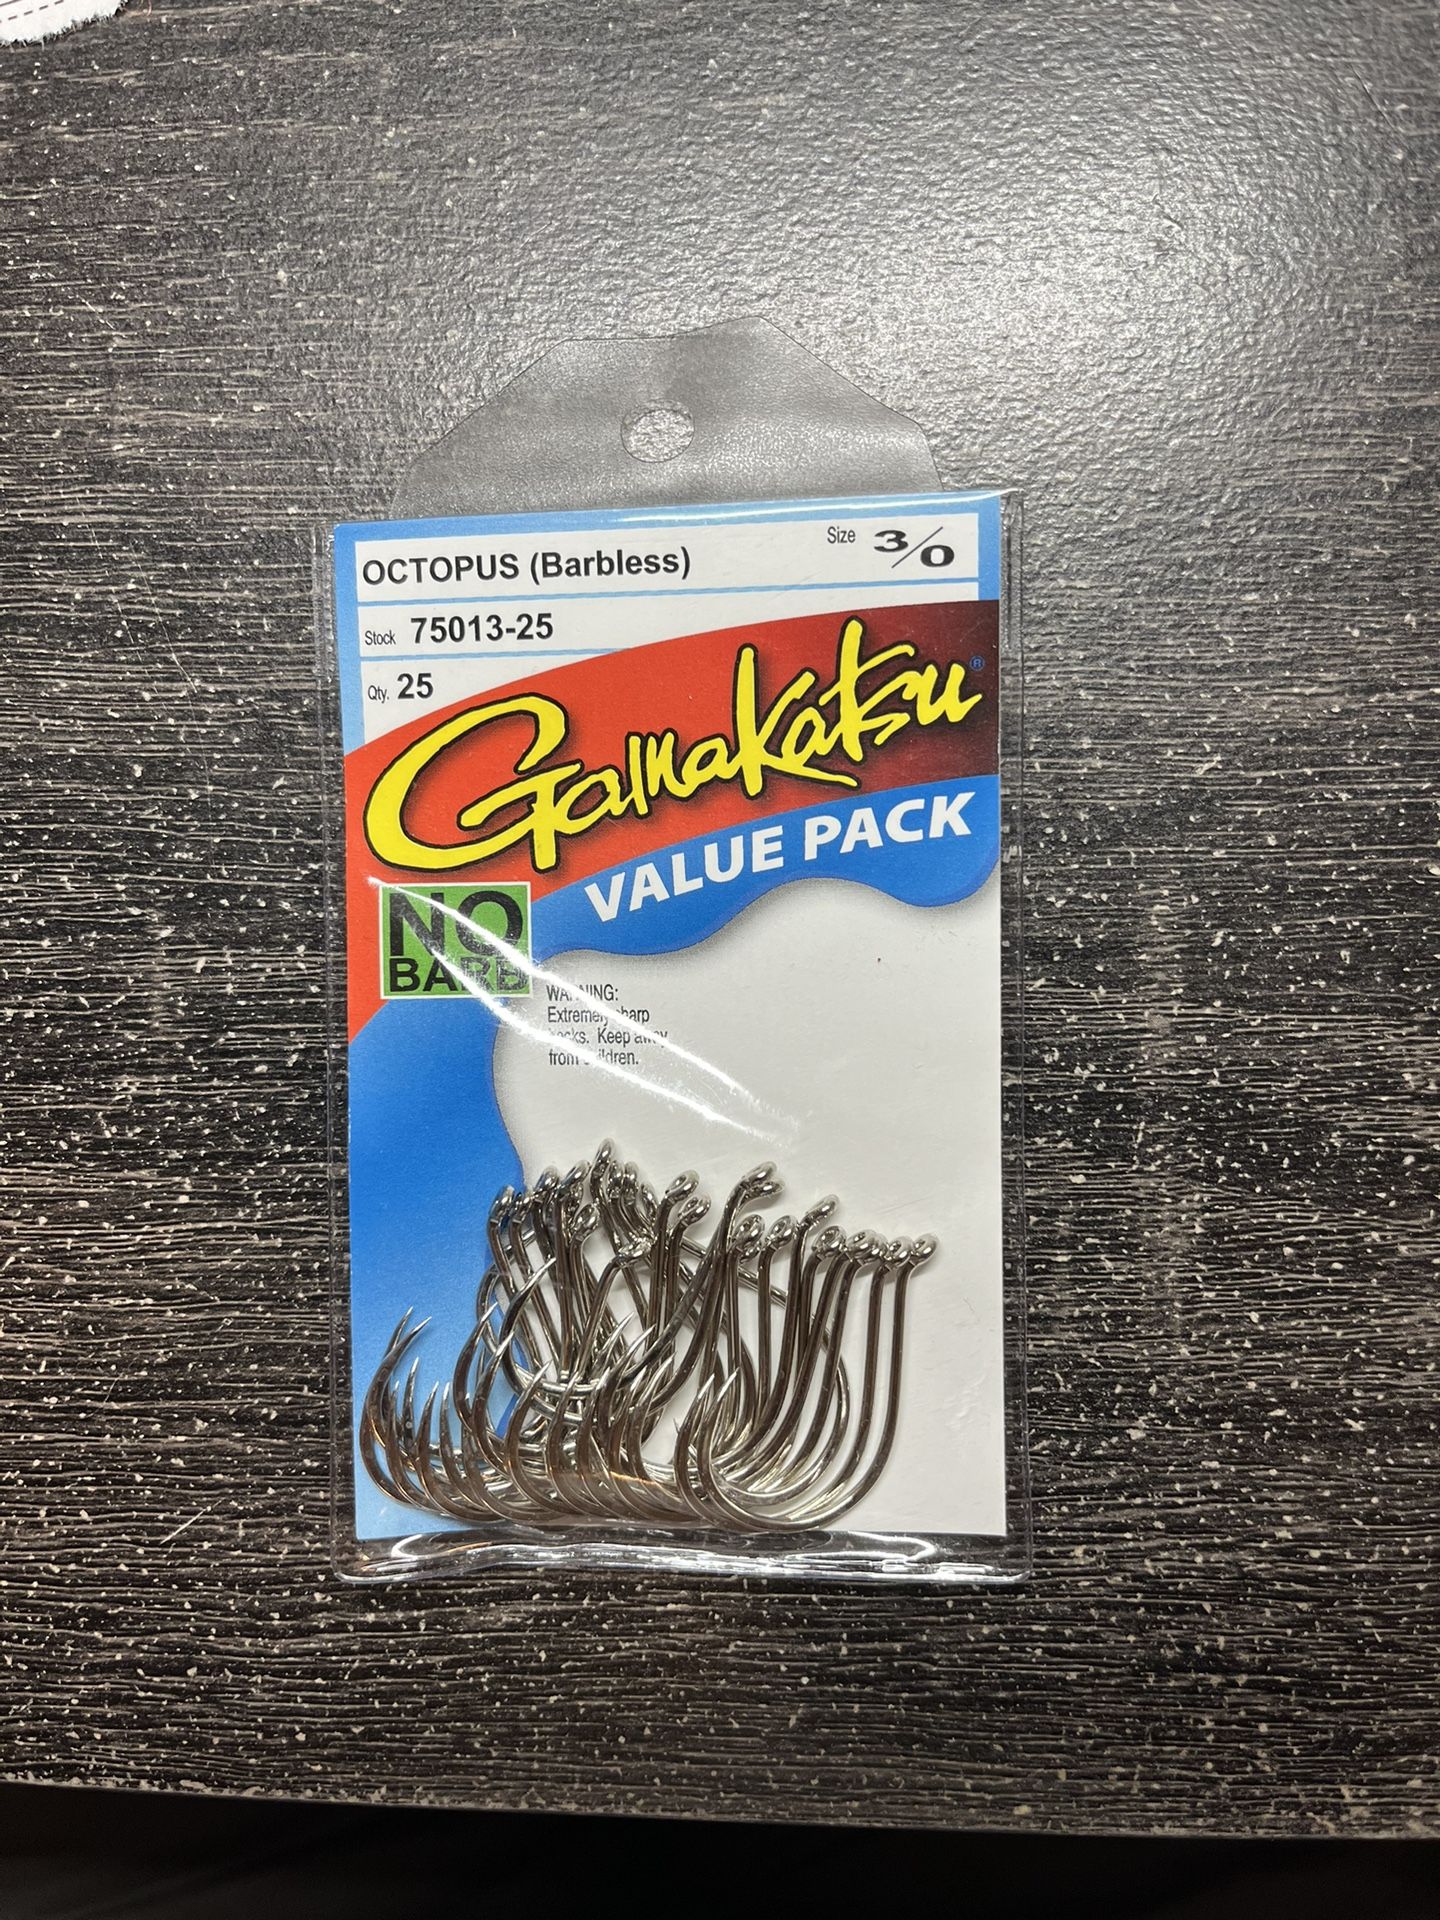 OCTOPUS (Barbless)
Size 3/0
Stock 75013-25
Qty. 25
Gamakatsu®
VALUE PACK
NO
BARB
WARNING:
Extremely sharp
hooks. Keep away
from children.